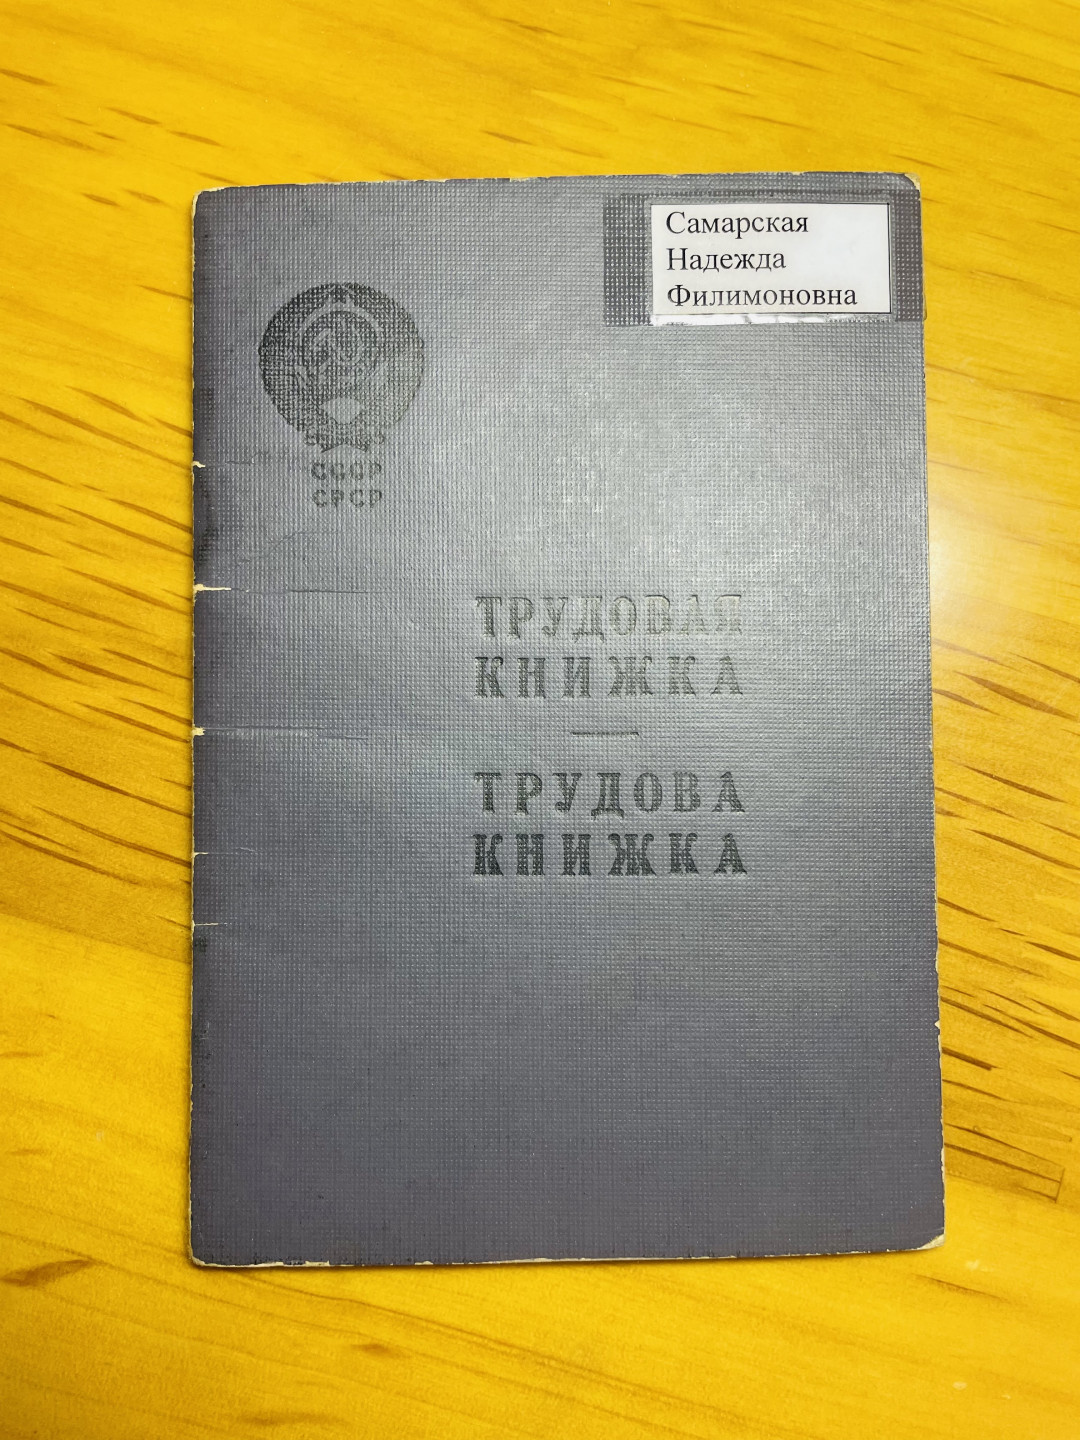 Самарская
Надежда
Филимоновна
СССР
СРСР
ТРУДОВАЯ
КНИЖКА
ТРУДОВА
КНИЖКА